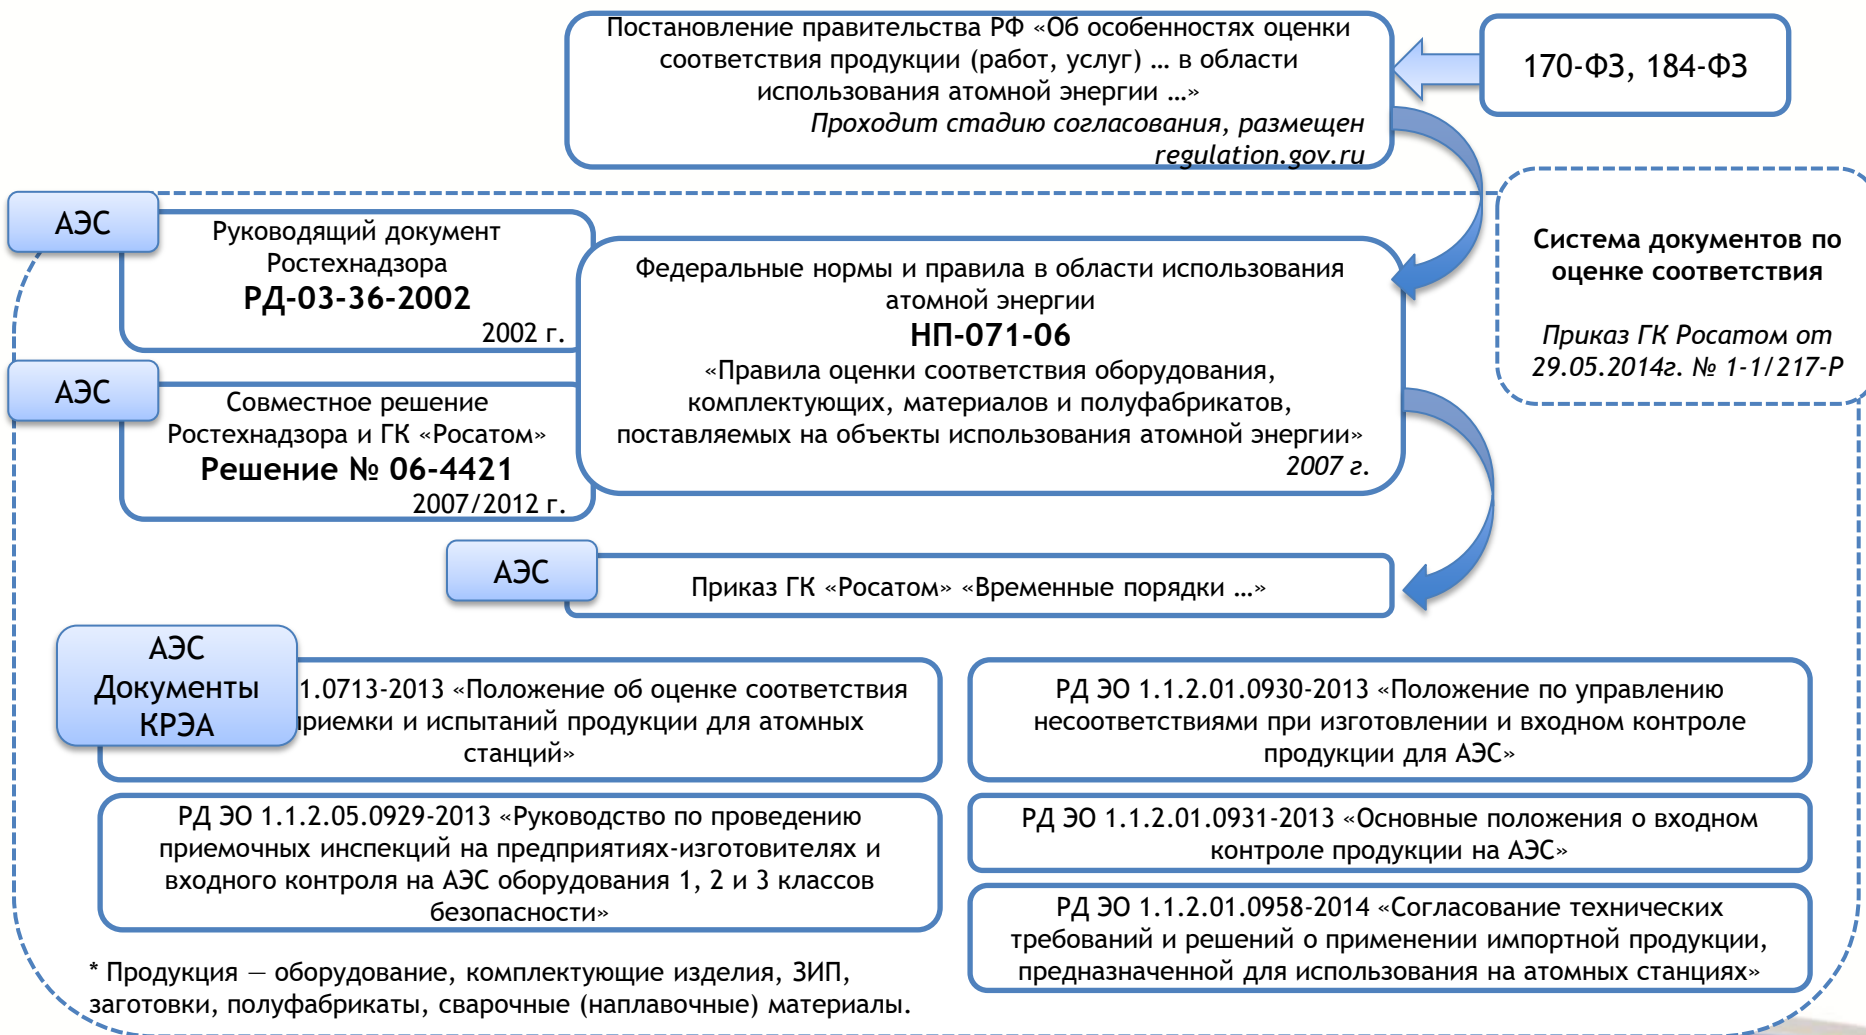 Постановление правительства РФ «Об особенностях оценки
соответствия продукции (работ, услуг) … в области
использования атомной энергии …»
Проходит стадию согласования, размещен
regulation.gov.ru
170-ФЗ, 184-ФЗ
АЭС
Руководящий документ
Ростехнадзора
РД-03-36-2002
2002 г.
АЭС
Совместное решение
Ростехнадзора и ГК «Росатом»
Решение № 06-4421
2007/2012 г.
Федеральные нормы и правила в области использования
атомной энергии
НП-071-06
«Правила оценки соответствия оборудования,
комплектующих, материалов и полуфабрикатов,
поставляемых на объекты использования атомной энергии»
2007 г.
Система документов по
оценке соответствия
Приказ ГК Росатом от
29.05.2014г. № 1-1/217-Р
АЭС
Приказ ГК «Росатом» «Временные порядки …»
АЭС
Документы
КРЭА
1.0713-2013 «Положение об оценке соответствия
приемки и испытаний продукции для атомных
станций»
РД ЭО 1.1.2.05.0929-2013 «Руководство по проведению
приемочных инспекций на предприятиях-изготовителях и
входного контроля на АЭС оборудования 1, 2 и 3 классов
безопасности»
РД ЭО 1.1.2.01.0930-2013 «Положение по управлению
несоответствиями при изготовлении и входном контроле
продукции для АЭС»
РД ЭО 1.1.2.01.0931-2013 «Основные положения о входном
контроле продукции на АЭС»
РД ЭО 1.1.2.01.0958-2014 «Согласование технических
требований и решений о применении импортной продукции,
предназначенной для использования на атомных станциях»
* Продукция — оборудование, комплектующие изделия, ЗИП,
заготовки, полуфабрикаты, сварочные (наплавочные) материалы.